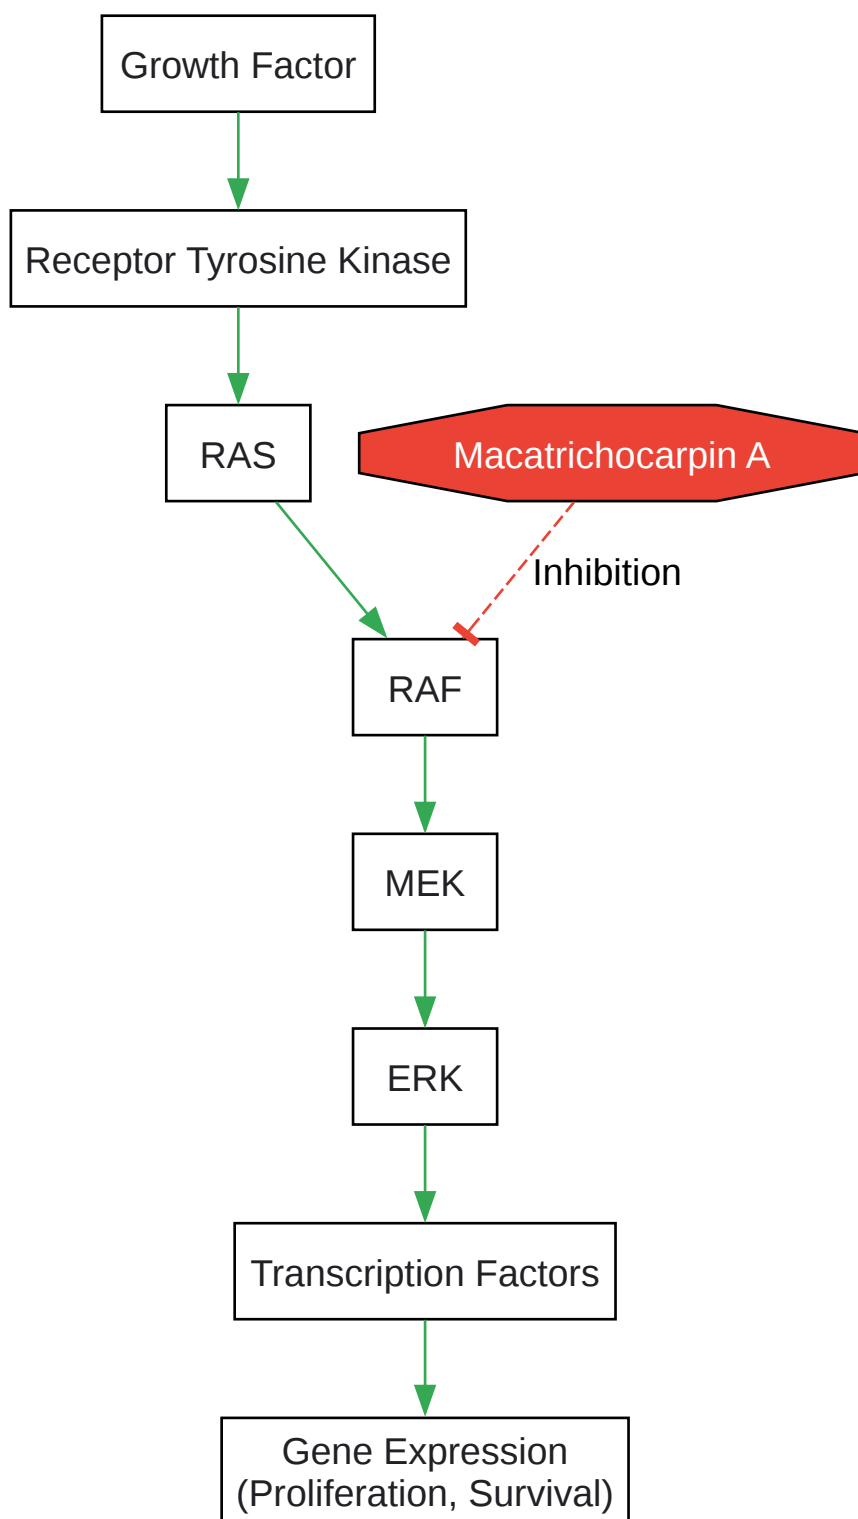 Growth Factor
Receptor Tyrosine Kinase
RAS
Macatrichocarpin A
Inhibition
RAF
MEK
ERK
Transcription Factors
Gene Expression
(Proliferation, Survival)